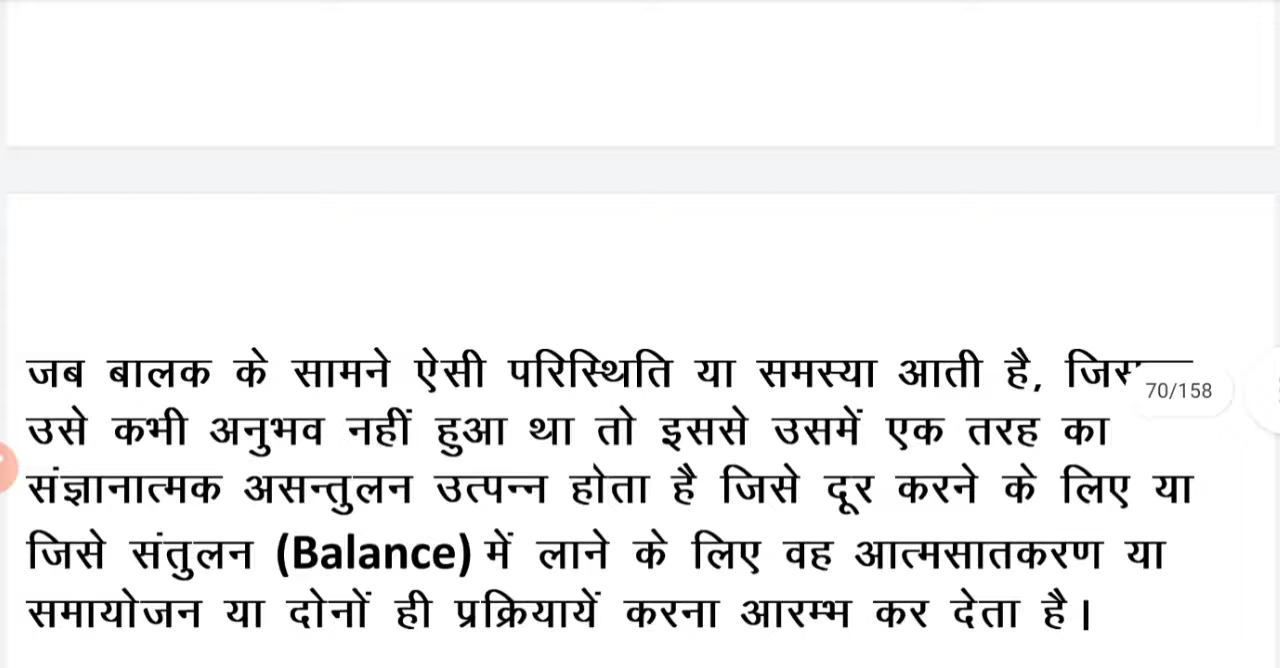 जब बालक के सामने ऐसी परिस्थिति या समस्या आती है,
70/158
उसे कभी अनुभव नहीं हुआ था तो इससे उसमें एक तरह का
संज्ञानात्मक असन्तुलन उत्पन्न होता है जिसे दूर करने के लिए या
जिसे संतुलन (Balance) में लाने के लिए वह आत्मसातकरण या
समायोजन या दोनों ही प्रक्रियायें करना आरम्भ कर देता है।